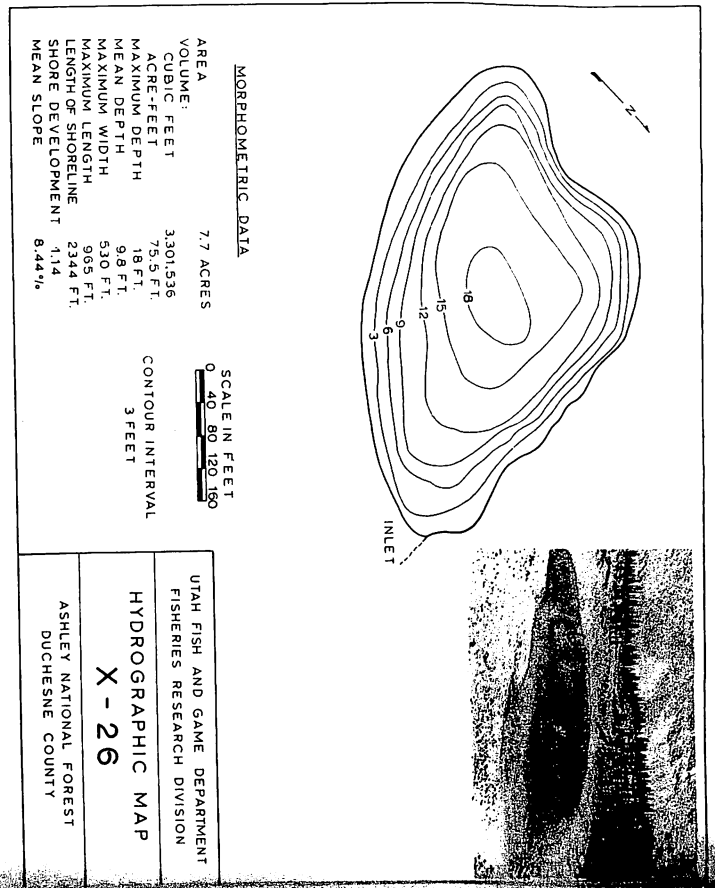 N
18
15
12
9
6
3
INLET
MORPHOMETRIC DATA
AREA 7.7 ACRES
VOLUME:
CUBIC FEET 3,301,536
ACRE-FEET 75.5 FT.
MAXIMUM DEPTH 18 FT.
MEAN DEPTH 9.8 FT.
MAXIMUM WIDTH 530 FT.
MAXIMUM LENGTH 965 FT.
LENGTH OF SHORELINE 2344 FT.
SHORE DEVELOPMENT 1.14
MEAN SLOPE 8.44%
SCALE IN FEET
0 40 80 120 160
CONTOUR INTERVAL
3 FEET
UTAH FISH AND GAME DEPARTMENT
FISHERIES RESEARCH DIVISION
HYDROGRAPHIC MAP
X-26
ASHLEY NATIONAL FOREST
DUCHESNE COUNTY